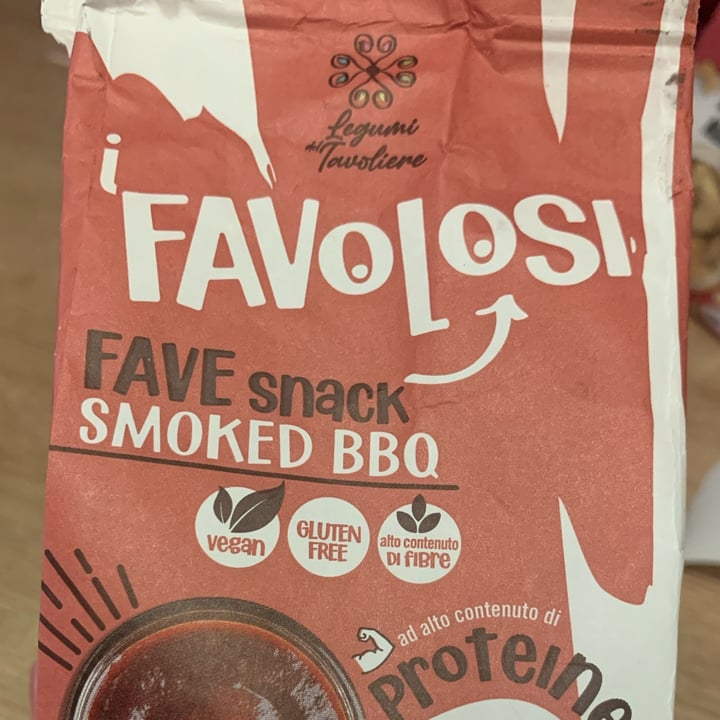 Legumi
del Tavoliere
i
FAVOLOSI
FAVE snack
SMOKED BBQ
vegan
GLUTEN
FREE
alto contenuto
DI FIBRE
ad alto contenuto di
Proteine